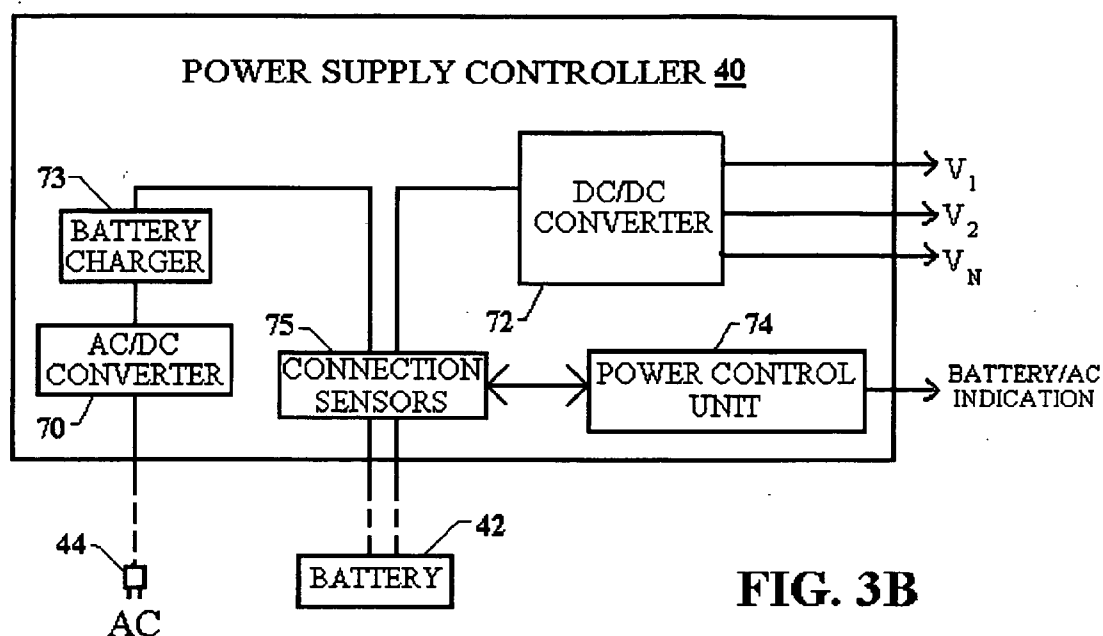 POWER SUPPLY CONTROLLER 40
73
BATTERY
CHARGER
DC/DC
CONVERTER
V1
V2
VN
72
75
74
AC/DC
CONVERTER
CONNECTION
SENSORS
POWER CONTROL
UNIT
BATTERY/AC
INDICATION
70
44
AC
42
BATTERY
FIG. 3B